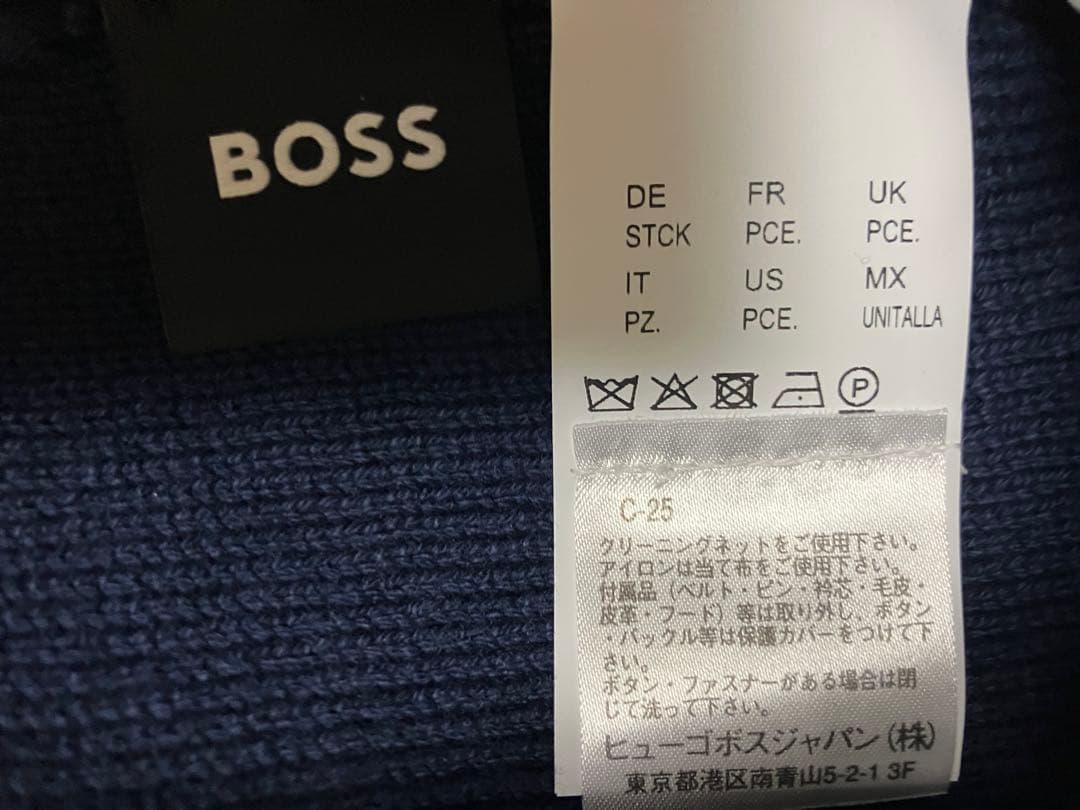 BOSS
DE FR UK
STCK PCE. PCE.
IT US MX
PZ. PCE. UNITALLA
P
C-25
クリーニングネットをご使用下さい。
アイロンは当て布をご使用下さい。
付属品（ベルト・ピン・衿芯・毛皮・
皮革・フード）等は取り外し、ボタン
・バックル等は保護カバーをつけて下
さい。
ボタン・ファスナーがある場合は閉
じて洗って下さい。
ヒューゴボスジャパン(株)
東京都港区南青山5-2-1 3F